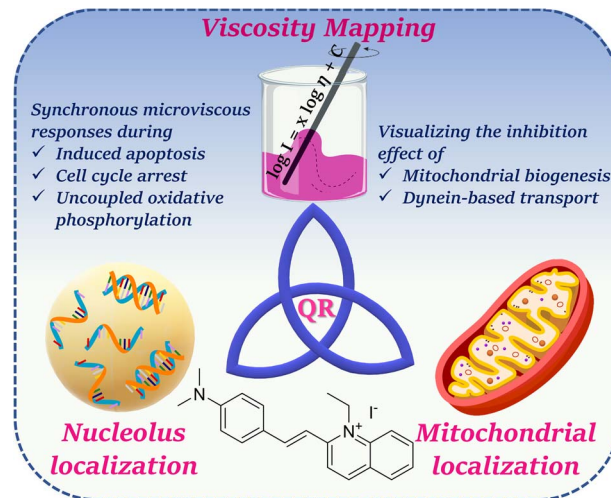 Viscosity Mapping
log I = x log η + C
Synchronous microviscous
responses during
✓ Induced apoptosis
✓ Cell cycle arrest
✓ Uncoupled oxidative
phosphorylation
Visualizing the inhibition
effect of
✓ Mitochondrial biogenesis
✓ Dynein-based transport
QR
N
N+
I-
Nucleolus
localization
Mitochondrial
localization